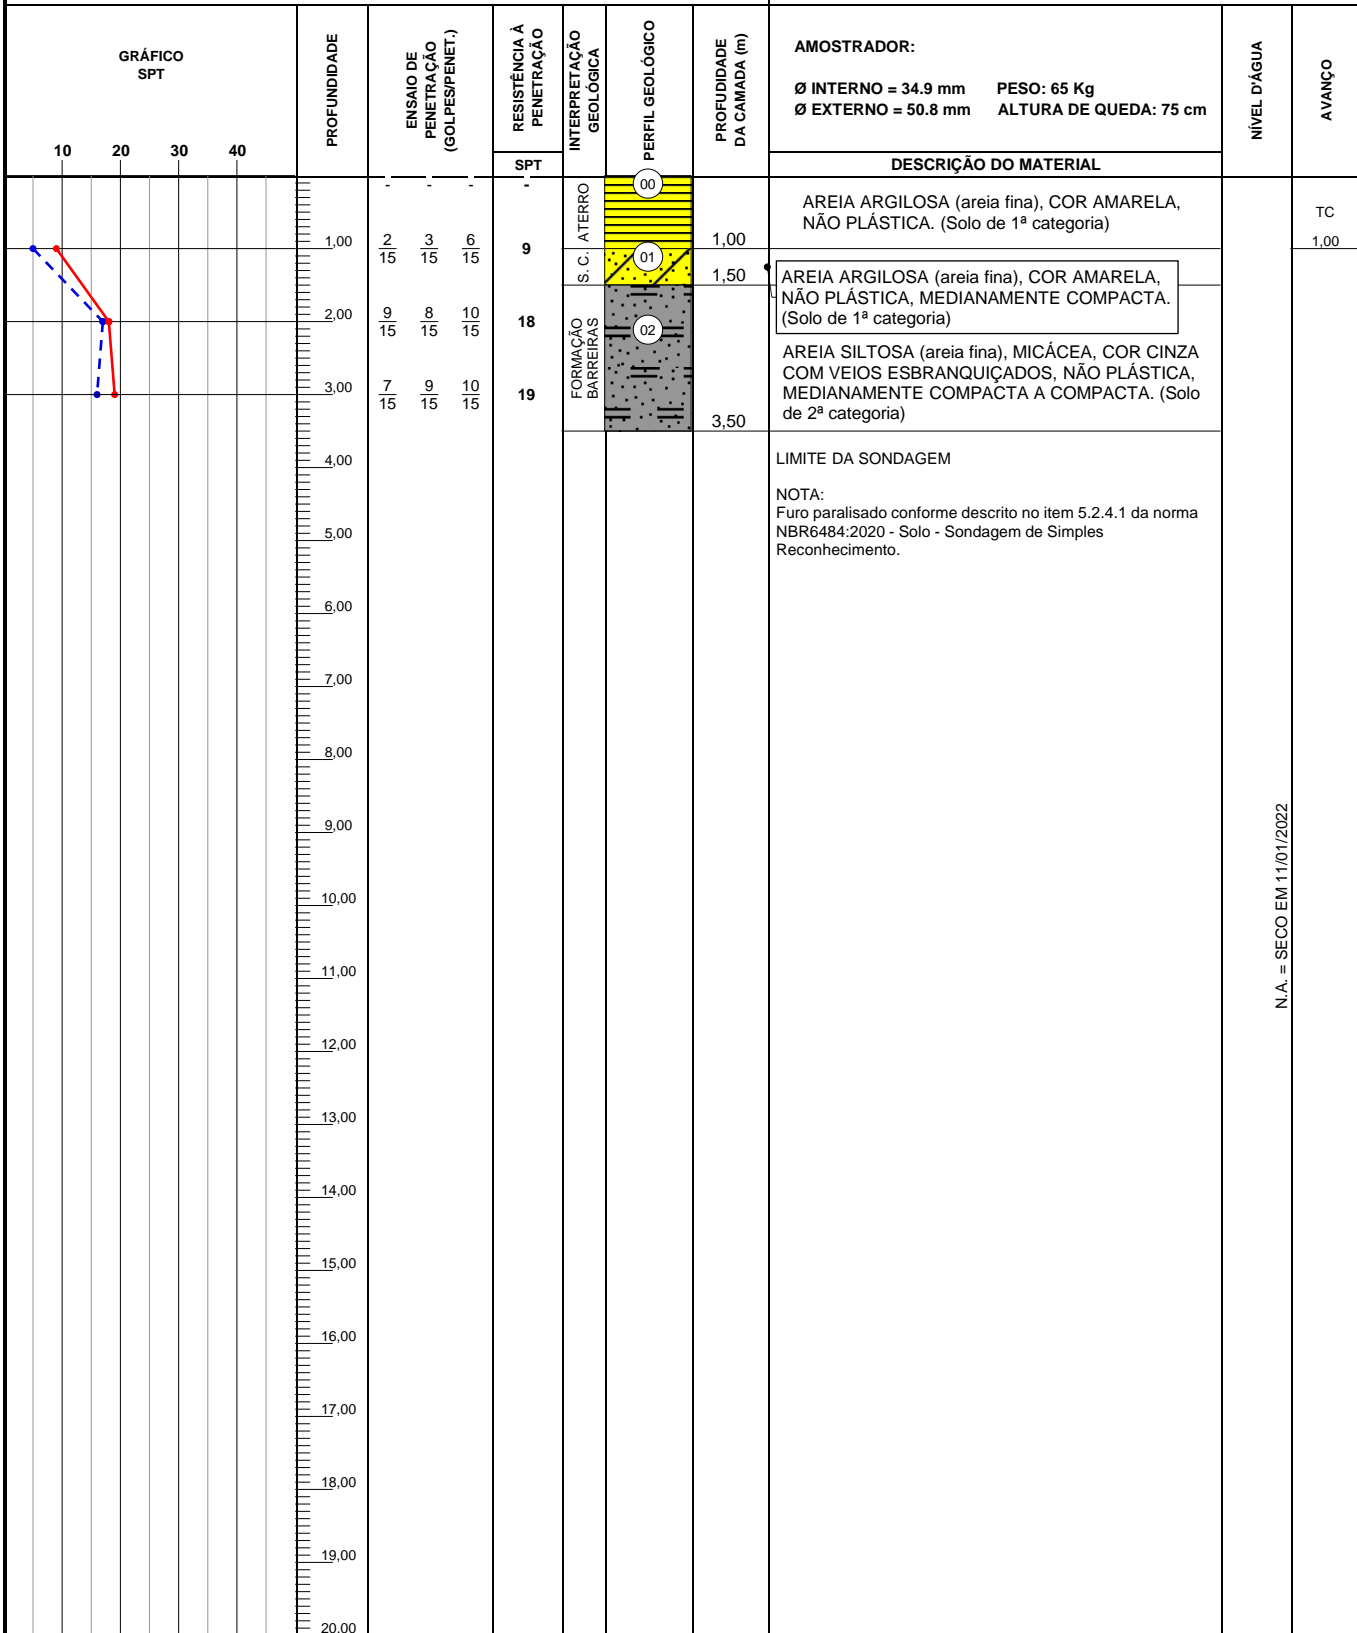 GRÁFICO
SPT
10 20 30 40
PROFUNDIDADE
ENSAIO DE
PENETRAÇÃO
(GOLPES/PENET.)
RESISTÊNCIA À
PENETRAÇÃO
SPT
INTERPRETAÇÃO
GEOLÓGICA
PERFIL GEOLÓGICO
PROFUDIDADE
DA CAMADA (m)
AMOSTRADOR:
Ø INTERNO = 34.9 mm PESO: 65 Kg
Ø EXTERNO = 50.8 mm ALTURA DE QUEDA: 75 cm
DESCRIÇÃO DO MATERIAL
NÍVEL D'ÁGUA
AVANÇO
- - - -
00
ATERRO
AREIA ARGILOSA (areia fina), COR AMARELA,
NÃO PLÁSTICA. (Solo de 1ª categoria)
TC
1,00
1,00
2/15 3/15 6/15
9
1,00
S. C.
01
1,50
AREIA ARGILOSA (areia fina), COR AMARELA,
NÃO PLÁSTICA, MEDIANAMENTE COMPACTA.
(Solo de 1ª categoria)
2,00
9/15 8/15 10/15
18
FORMAÇÃO
BARREIRAS
02
AREIA SILTOSA (areia fina), MICÁCEA, COR CINZA
COM VEIOS ESBRANQUIÇADOS, NÃO PLÁSTICA,
MEDIANAMENTE COMPACTA A COMPACTA. (Solo
de 2ª categoria)
3,00
7/15 9/15 10/15
19
3,50
LIMITE DA SONDAGEM
NOTA:
Furo paralisado conforme descrito no item 5.2.4.1 da norma
NBR6484:2020 - Solo - Sondagem de Simples
Reconhecimento.
4,00
5,00
6,00
7,00
8,00
9,00
10,00
11,00
12,00
13,00
14,00
15,00
16,00
17,00
18,00
19,00
20,00
N.A. = SECO EM 11/01/2022